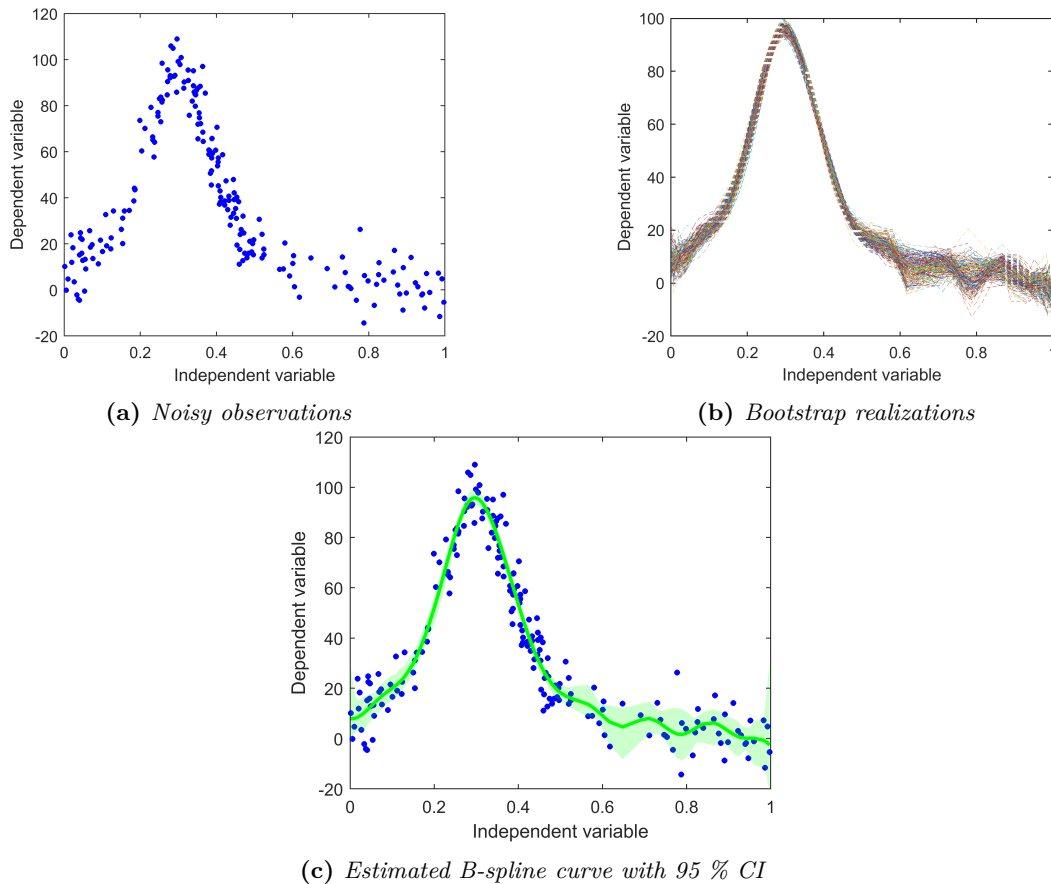 120
100
80
60
40
20
0
-20
Dependent variable
0 0.2 0.4 0.6 0.8 1
Independent variable
(a) Noisy observations
100
80
60
40
20
0
-20
Dependent variable
0 0.2 0.4 0.6 0.8 1
Independent variable
(b) Bootstrap realizations
120
100
80
60
40
20
0
-20
Dependent variable
0 0.2 0.4 0.6 0.8 1
Independent variable
(c) Estimated B-spline curve with 95 % CI